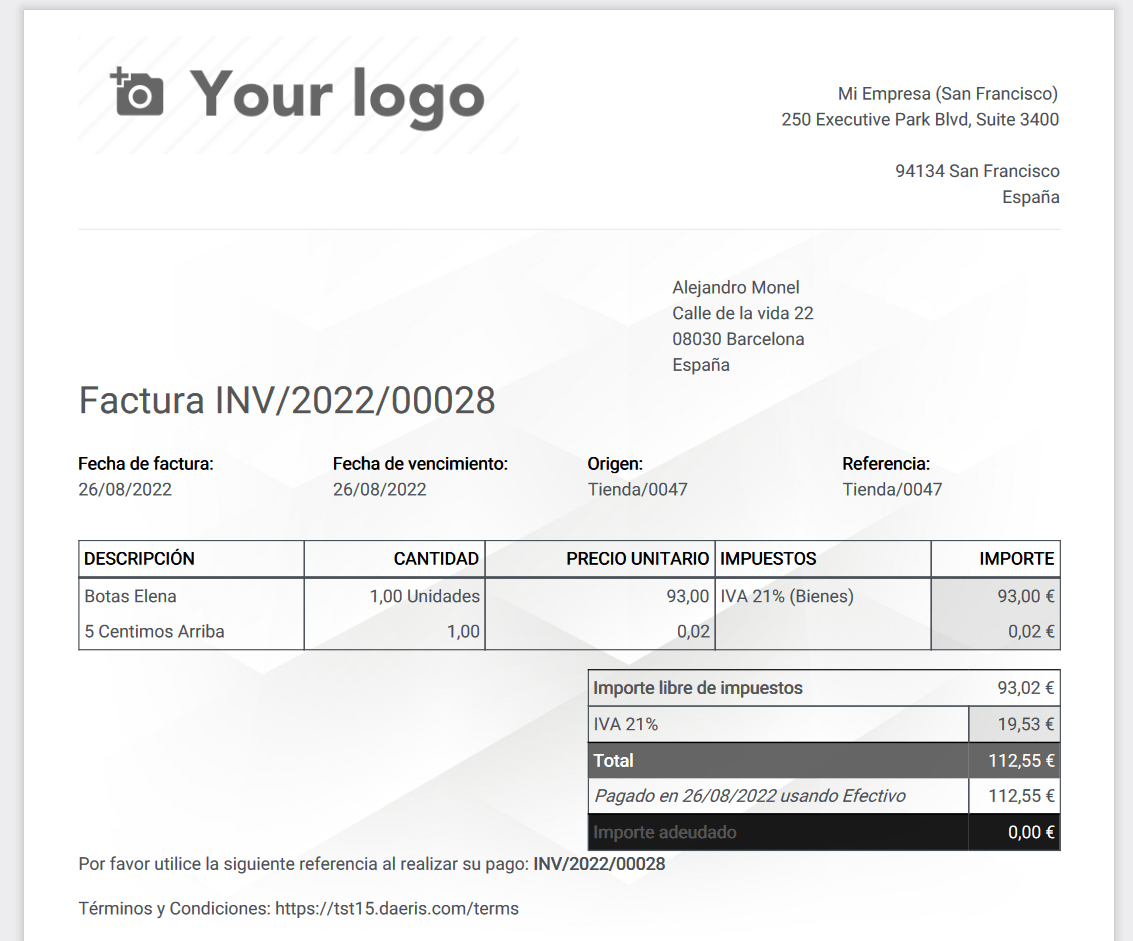 Your logo
Mi Empresa (San Francisco)
250 Executive Park Blvd, Suite 3400
94134 San Francisco
España
Alejandro Monel
Calle de la vida 22
08030 Barcelona
España
Factura INV/2022/00028
Fecha de factura: Fecha de vencimiento: Origen: Referencia:
26/08/2022 26/08/2022 Tienda/0047 Tienda/0047
DESCRIPCIÓN CANTIDAD PRECIO UNITARIO IMPUESTOS IMPORTE
Botas Elena 1,00 Unidades 93,00 IVA 21% (Bienes) 93,00 €
5 Centimos Arriba 1,00 0,02 0,02 €
Importe libre de impuestos 93,02 €
IVA 21% 19,53 €
Total 112,55 €
Pagado en 26/08/2022 usando Efectivo 112,55 €
Importe adeudado 0,00 €
Por favor utilice la siguiente referencia al realizar su pago: INV/2022/00028
Términos y Condiciones: https://tst15.daeris.com/terms